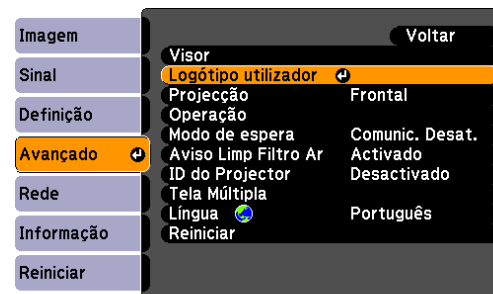 Imagem
Sinal
Definição
Avançado
Rede
Informação
Reiniciar
Voltar
Visor
Logótipo utilizador
Projecção Frontal
Operação
Modo de espera Comunic. Desat.
Aviso Limp Filtro Ar Activado
ID do Projector Desactivado
Tela Múltipla
Língua Português
Reiniciar